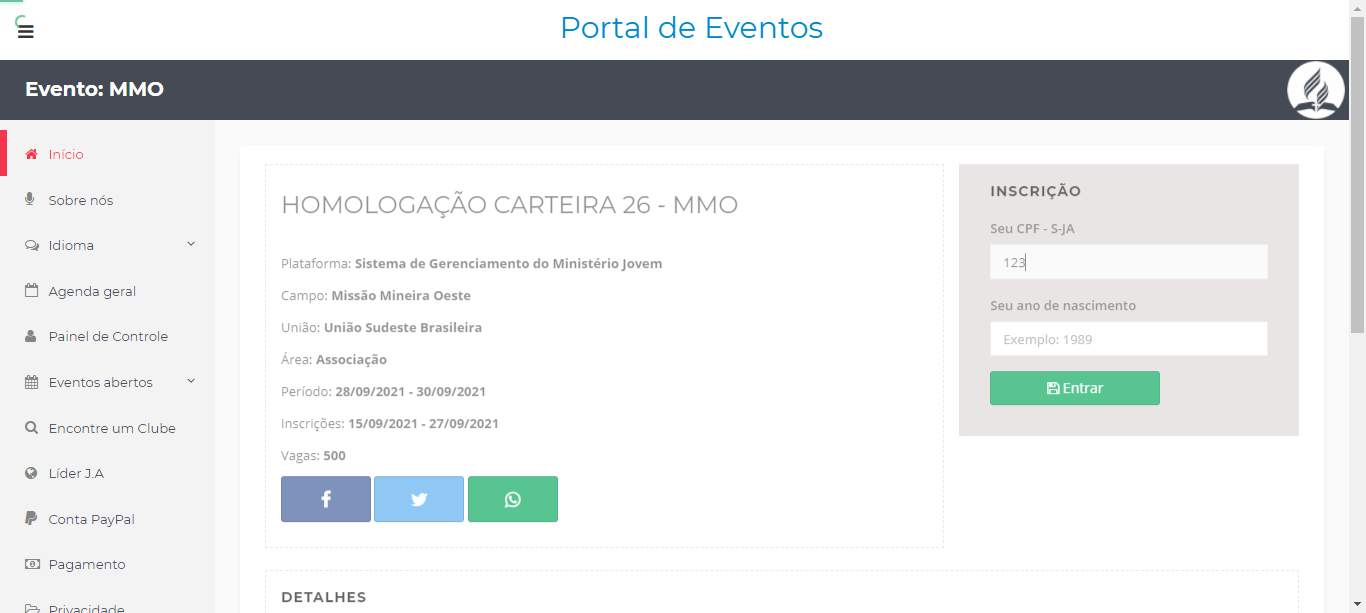 Portal de Eventos
Evento: MMO
Início
Sobre nós
Idioma
Agenda geral
Painel de Controle
Eventos abertos
Encontre um Clube
Líder J.A
Conta PayPal
Pagamento
Privacidade
HOMOLOGAÇÃO CARTEIRA 26 - MMO
Plataforma: Sistema de Gerenciamento do Ministério Jovem
Campo: Missão Mineira Oeste
União: União Sudeste Brasileira
Área: Associação
Período: 28/09/2021 - 30/09/2021
Inscrições: 15/09/2021 - 27/09/2021
Vagas: 500
INSCRIÇÃO
Seu CPF - S-JA
123
Seu ano de nascimento
Exemplo: 1989
Entrar
DETALHES